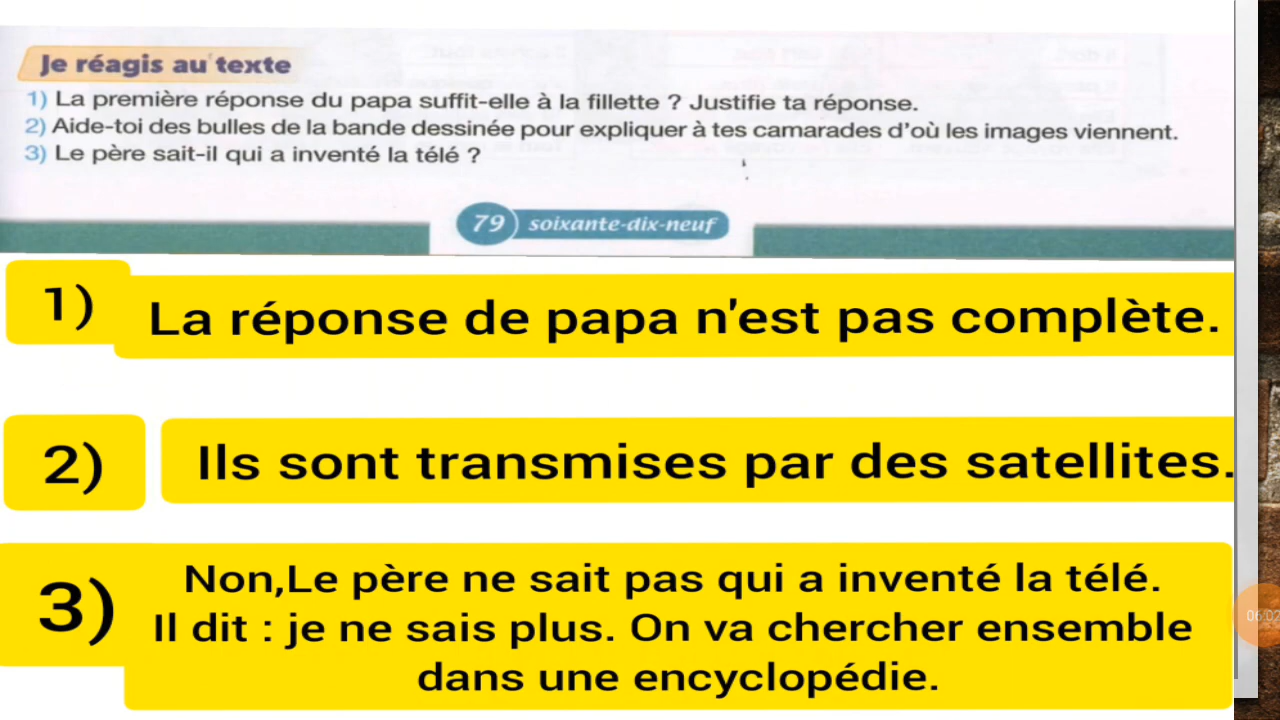 Je réagis au texte
1) La première réponse du papa suffit-elle à la fillette ? Justifie ta réponse.
2) Aide-toi des bulles de la bande dessinée pour expliquer à tes camarades d'où les images viennent.
3) Le père sait-il qui a inventé la télé ?
79 soixante-dix-neuf
1) La réponse de papa n'est pas complète.
2) Ils sont transmises par des satellites.
Non,Le père ne sait pas qui a inventé la télé.
3) Il dit : je ne sais plus. On va chercher ensemble
dans une encyclopédie.
06:02